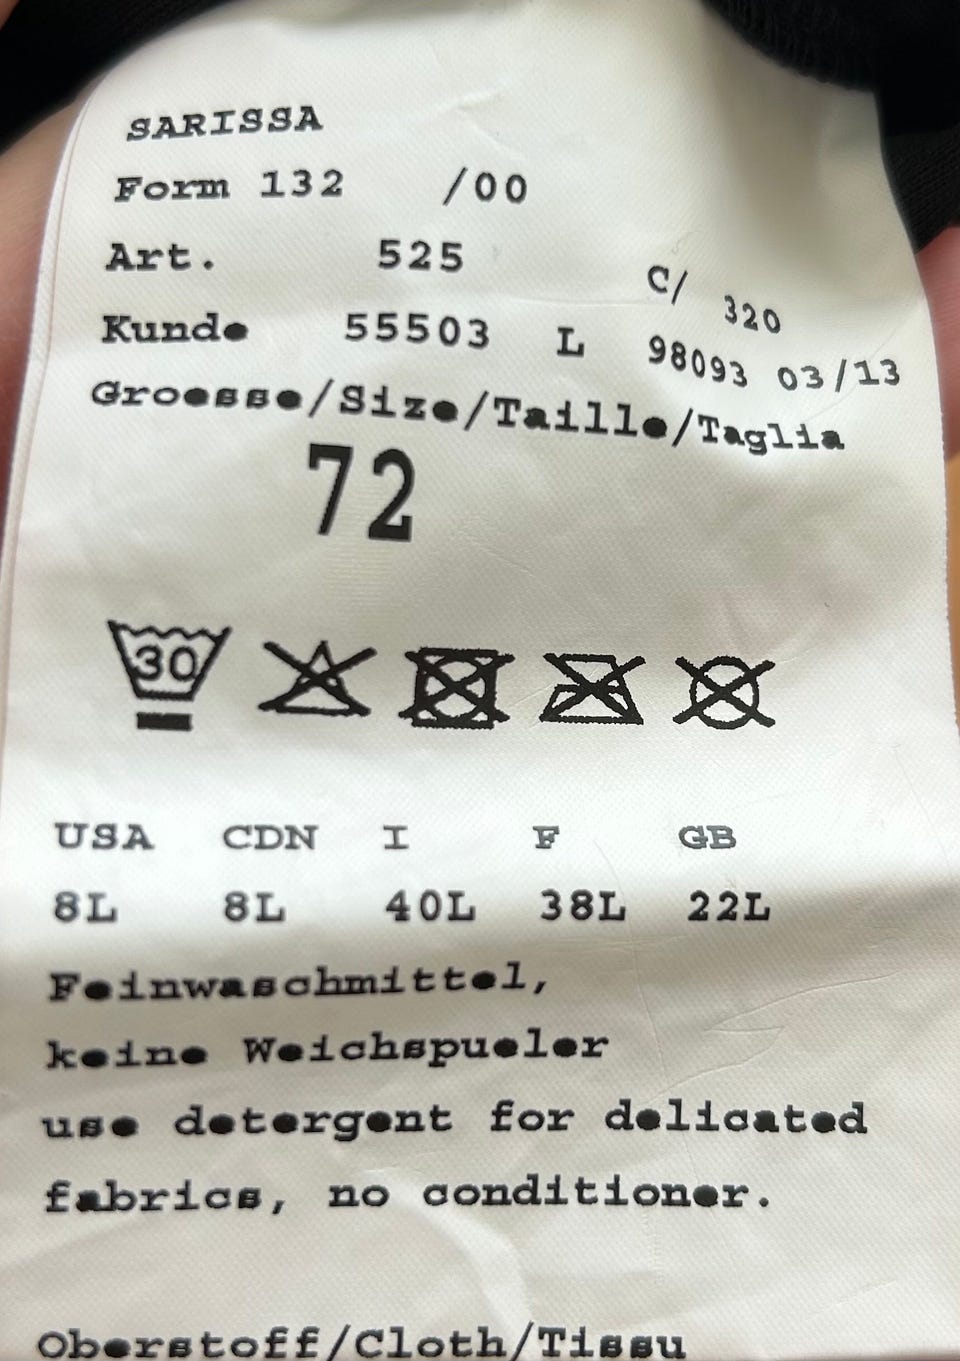 SARISSA
Form 132 /00
Art. 525 C/ 320
Kunde 55503 L 98093 03/13
Groesse/Size/Taille/Taglia
72
30
USA CDN I F GB
8L 8L 40L 38L 22L
Feinwaschmittel,
keine Weichspueler
use detergent for delicated
fabrics, no conditioner.
Oberstoff/Cloth/Tissu